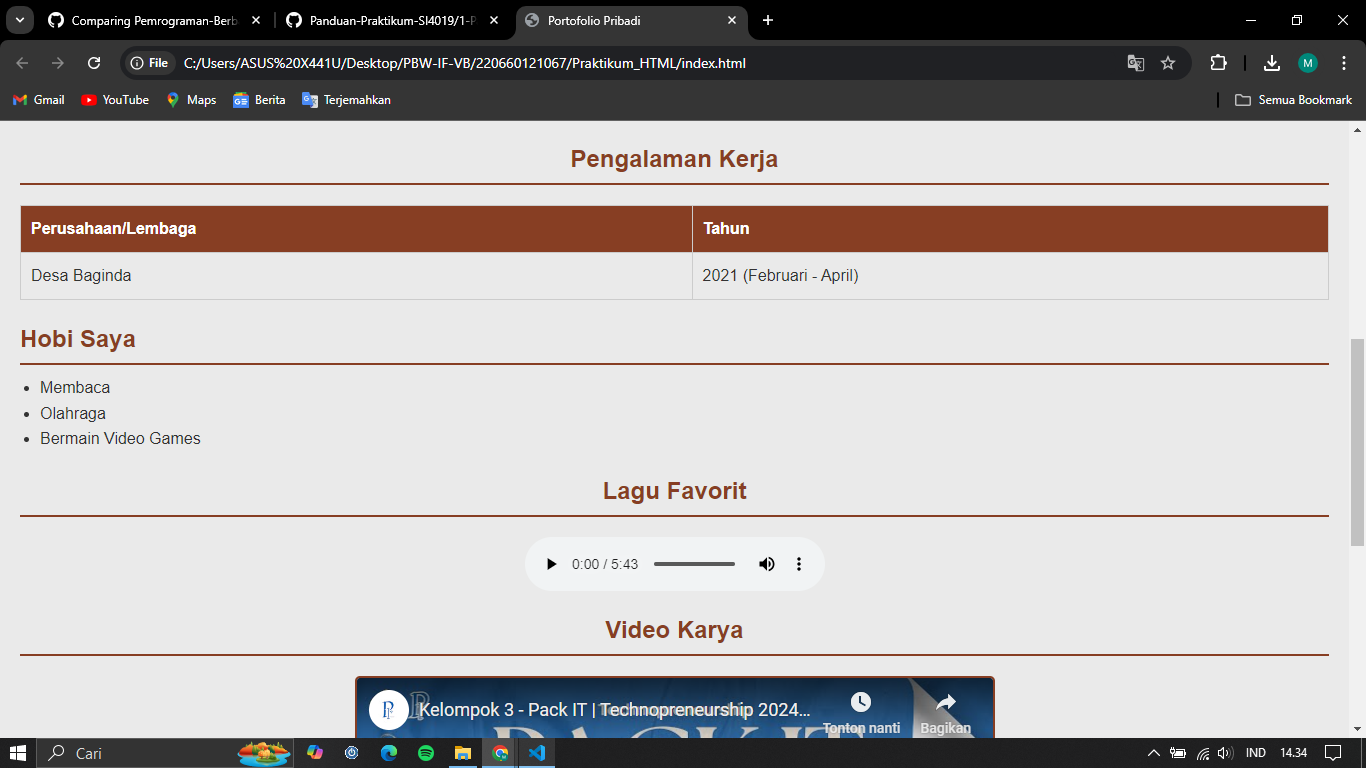 Comparing Pemrograman-Berb
Panduan-Praktikum-SI4019/1-P
Portofolio Pribadi
File
C:/Users/ASUS%20X441U/Desktop/PBW-IF-VB/220660121067/Praktikum_HTML/index.html
M
Gmail
YouTube
Maps
Berita
Terjemahkan
Semua Bookmark
Pengalaman Kerja
Perusahaan/Lembaga Tahun
Desa Baginda 2021 (Februari - April)
Hobi Saya
Membaca
Olahraga
Bermain Video Games
Lagu Favorit
0:00 / 5:43
Video Karya
Kelompok 3 - Pack IT | Technopreneurship 2024...
Tonton nanti
Bagikan
PACK IT
Cari
IND
14.34